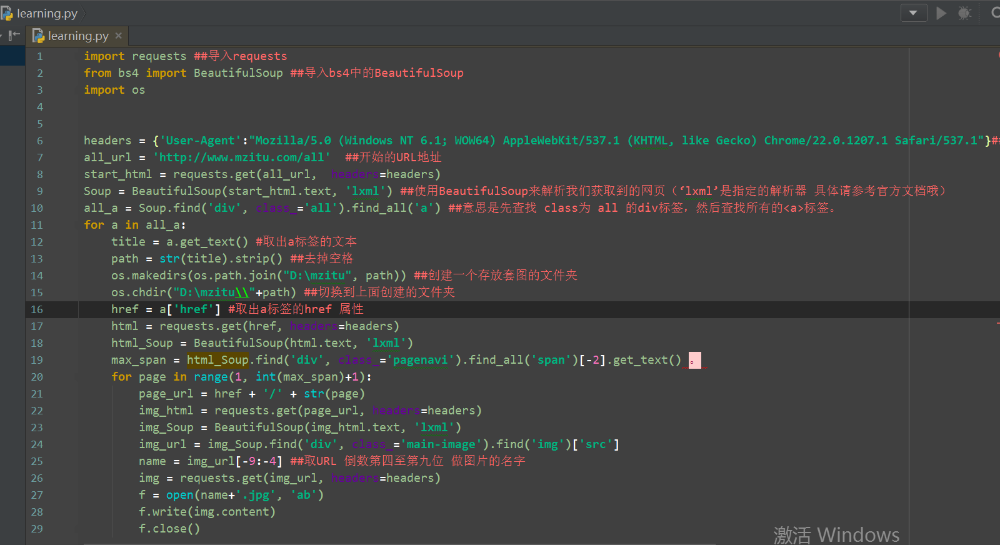 learning.py
learning.py ×
1 import requests ##导入requests
2 from bs4 import BeautifulSoup ##导入bs4中的BeautifulSoup
3 import os
4
5
6 headers = {'User-Agent':"Mozilla/5.0 (Windows NT 6.1; WOW64) AppleWebKit/537.1 (KHTML, like Gecko) Chrome/22.0.1207.1 Safari/537.1"}##
7 all_url = 'http://www.mzitu.com/all'  ##开始的URL地址
8 start_html = requests.get(all_url,  headers=headers)
9 Soup = BeautifulSoup(start_html.text, 'lxml') ##使用BeautifulSoup来解析我们获取到的网页（‘lxml’是指定的解析器 具体请参考官方文档哦）
10 all_a = Soup.find('div', class_='all').find_all('a') ##意思是先查找 class为 all 的div标签，然后查找所有的<a>标签。
11 for a in all_a:
12     title = a.get_text() #取出a标签的文本
13     path = str(title).strip() ##去掉空格
14     os.makedirs(os.path.join("D:\mzitu", path)) ##创建一个存放套图的文件夹
15     os.chdir("D:\mzitu\\"+path) ##切换到上面创建的文件夹
16     href = a['href'] #取出a标签的href 属性
17     html = requests.get(href, headers=headers)
18     html_Soup = BeautifulSoup(html.text, 'lxml')
19     max_span = html_Soup.find('div', class_='pagenavi').find_all('span')[-2].get_text() 。
20     for page in range(1, int(max_span)+1):
21         page_url = href + '/' + str(page)
22         img_html = requests.get(page_url, headers=headers)
23         img_Soup = BeautifulSoup(img_html.text, 'lxml')
24         img_url = img_Soup.find('div', class_='main-image').find('img')['src']
25         name = img_url[-9:-4] ##取URL 倒数第四至第九位 做图片的名字
26         img = requests.get(img_url, headers=headers)
27         f = open(name+'.jpg', 'ab')
28         f.write(img.content)
29         f.close()
激活 Windows